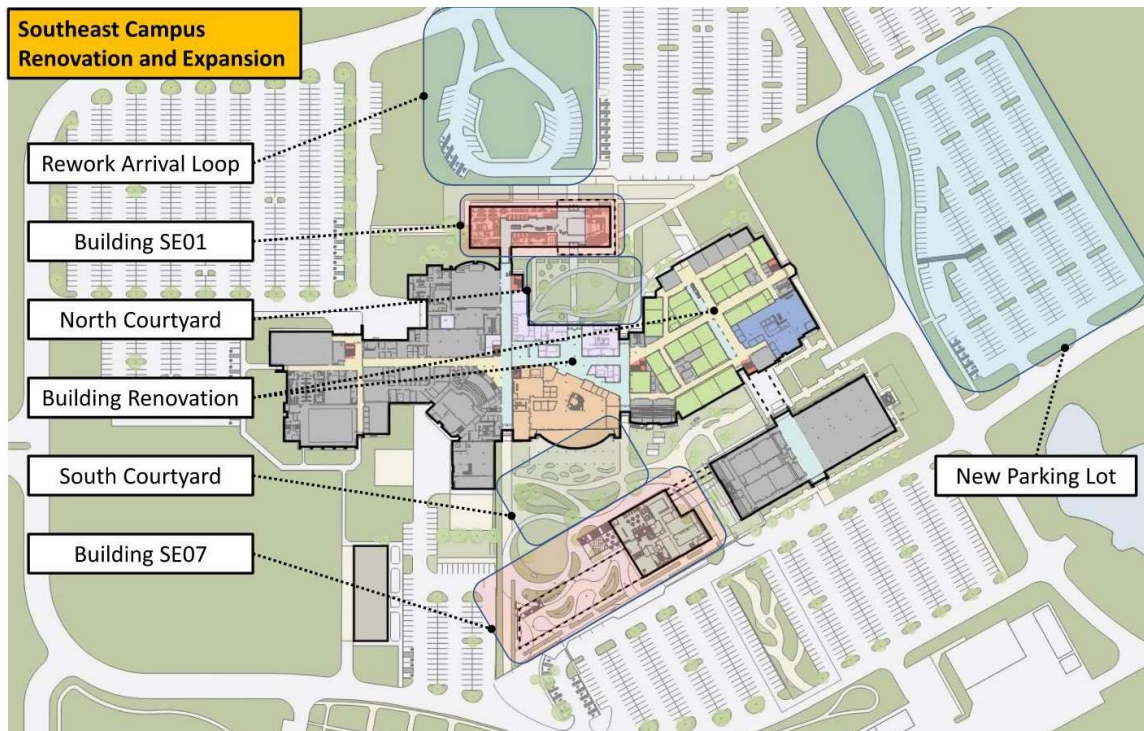 Southeast Campus
Renovation and Expansion
Rework Arrival Loop
Building SE01
North Courtyard
Building Renovation
South Courtyard
New Parking Lot
Building SE07